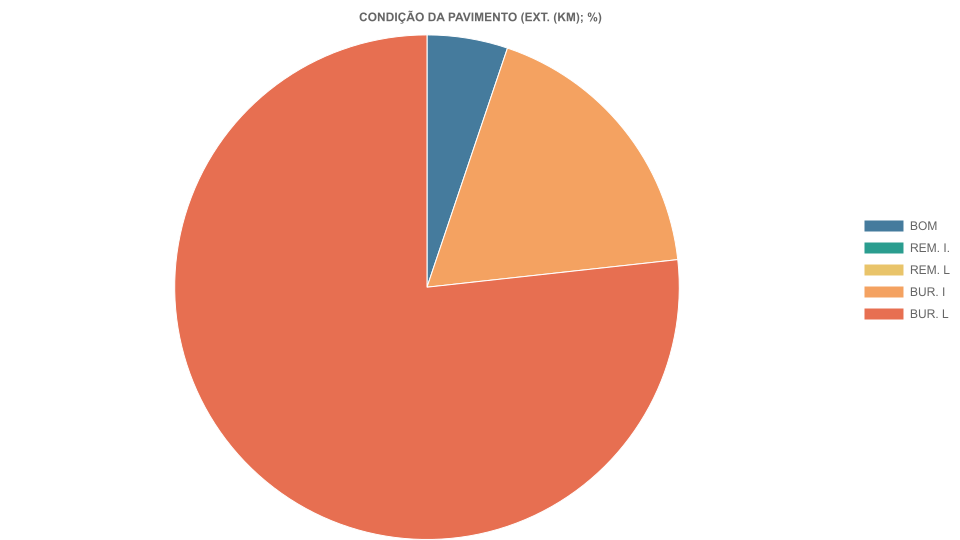 CONDIÇÃO DA PAVIMENTO (EXT. (KM); %)
BOM
REM. I.
REM. L
BUR. I
BUR. L